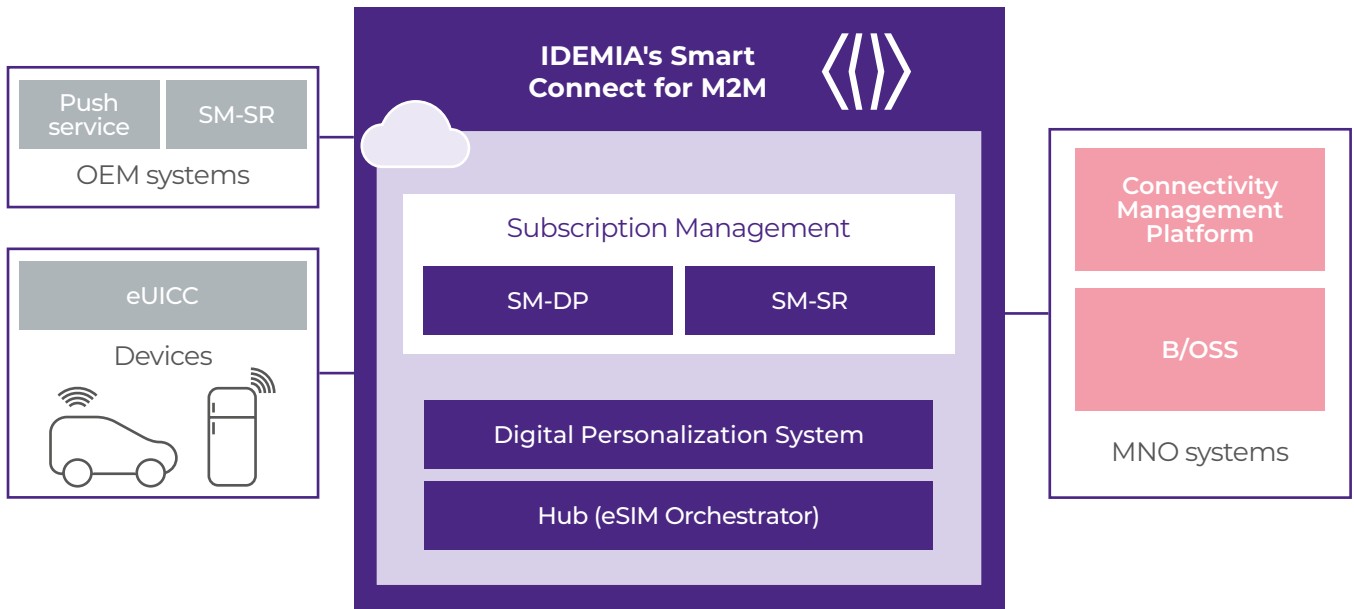 IDEMIA's Smart
Connect for M2M
Push
service
SM-SR
OEM systems
eUICC
Devices
Subscription Management
SM-DP
SM-SR
Digital Personalization System
Hub (eSIM Orchestrator)
Connectivity
Management
Platform
B/OSS
MNO systems